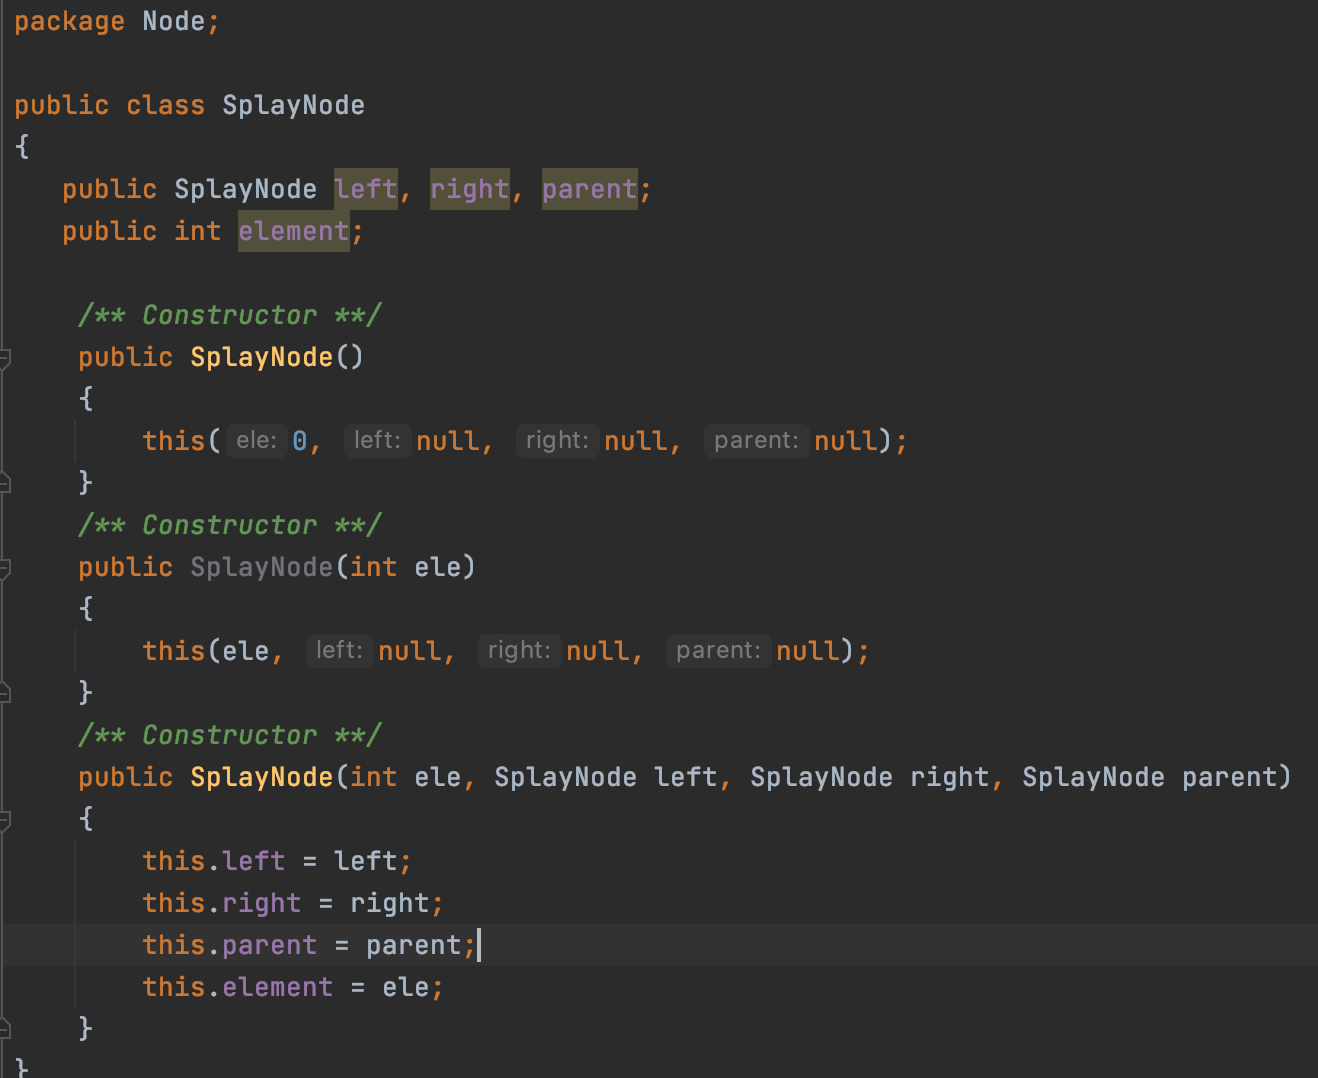 package Node;
public class SplayNode
{
public SplayNode left, right, parent;
public int element;
/** Constructor **/
public SplayNode()
{
this( ele: 0, left: null, right: null, parent: null);
}
/** Constructor **/
public SplayNode(int ele)
{
this(ele, left: null, right: null, parent: null);
}
/** Constructor **/
public SplayNode(int ele, SplayNode left, SplayNode right, SplayNode parent)
{
this.left = left;
this.right = right;
this.parent = parent;
this.element = ele;
}
}